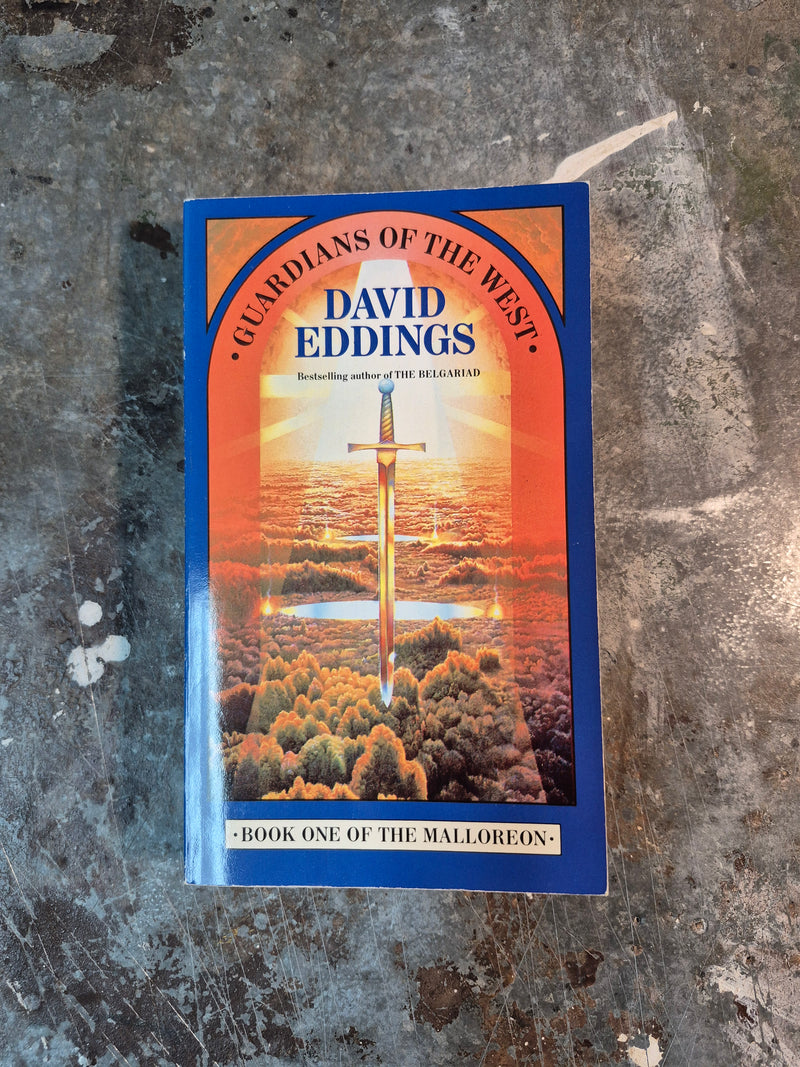 • GUARDIANS OF THE WEST •
DAVID
EDDINGS
Bestselling author of THE BELGARIAD
• BOOK ONE OF THE MALLOREON •